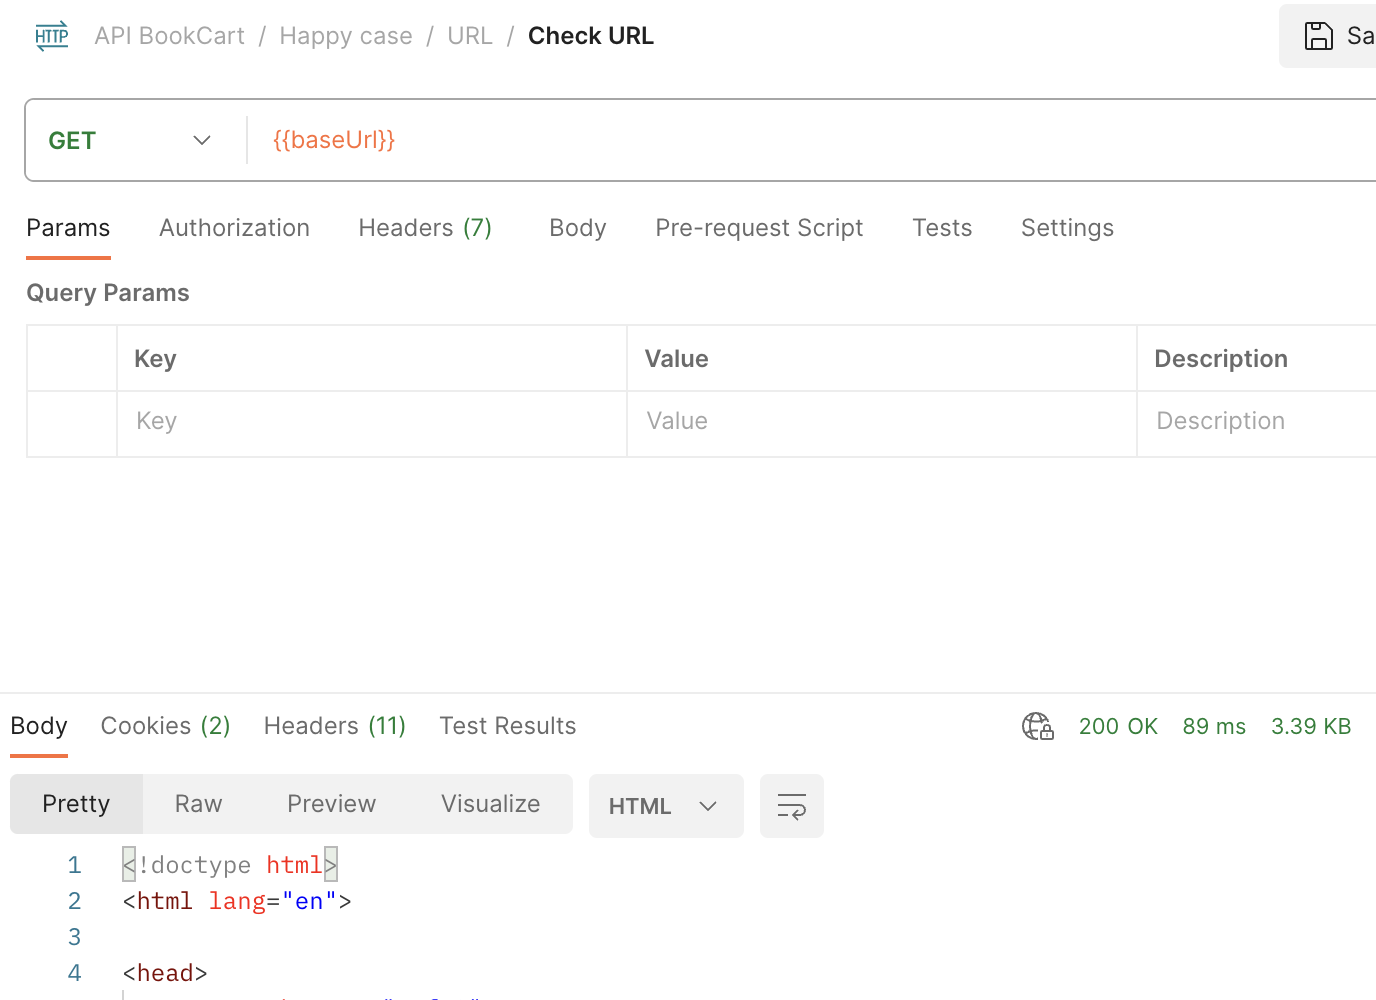 HTTP API BookCart / Happy case / URL / Check URL
GET {{baseUrl}}
Params Authorization Headers (7) Body Pre-request Script Tests Settings
Query Params
Key Value Description
Key Value Description
Body Cookies (2) Headers (11) Test Results 200 OK 89 ms 3.39 KB
Pretty Raw Preview Visualize HTML
1 <!doctype html>
2 <html lang="en">
3
4 <head>